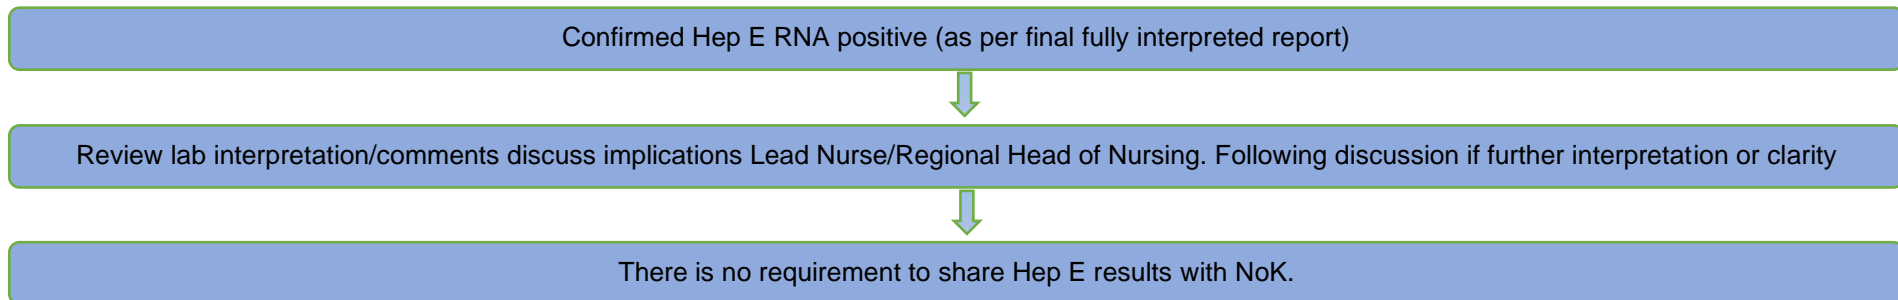 Confirmed Hep E RNA positive (as per final fully interpreted report)
Review lab interpretation/comments discuss implications Lead Nurse/Regional Head of Nursing. Following discussion if further interpretation or clarity
There is no requirement to share Hep E results with NoK.